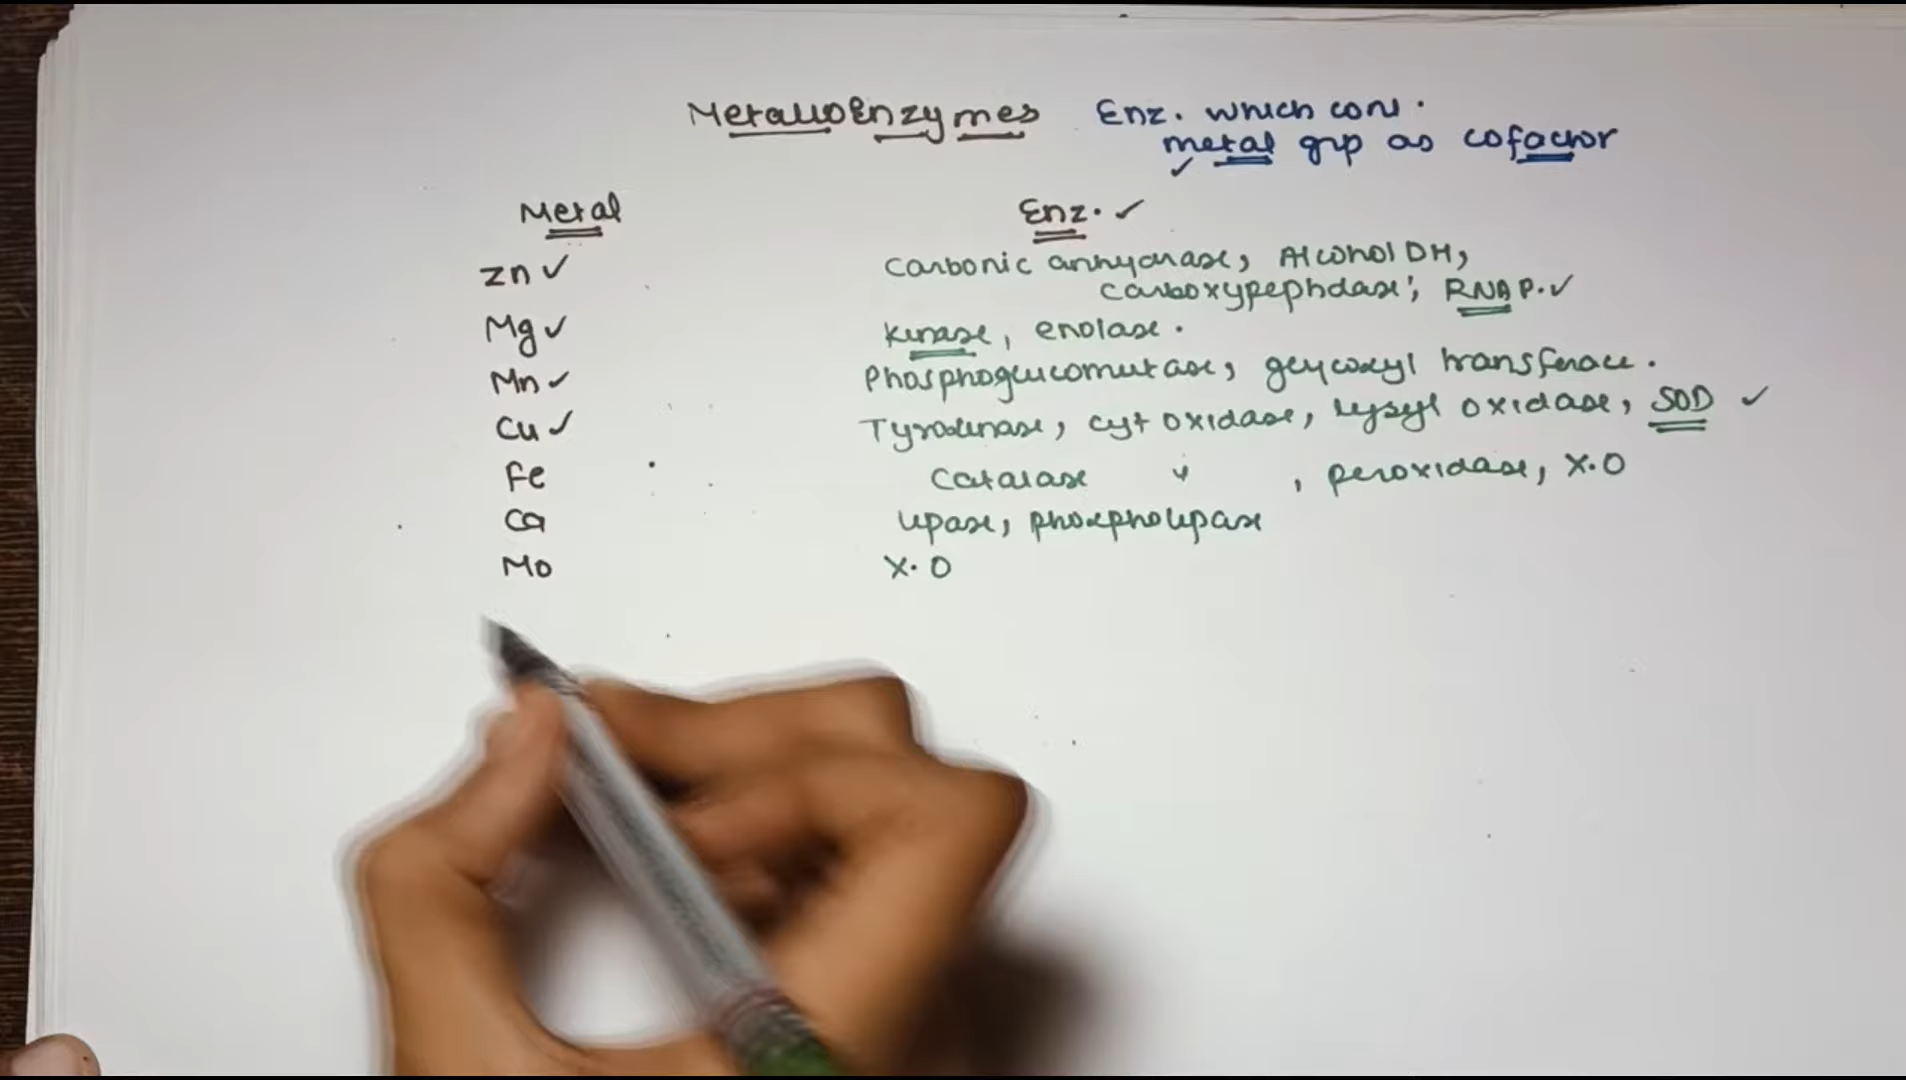 MetalloEnzymes Enz. which cont.
metal grp as cofactor
Metal Enz.
Zn Carbonic anhydrase, Alcohol DH,
carboxypeptidase, RNAP.
Mg Kinase, enolase.
Mn Phosphoglucomutase, glycosyl transferase.
Cu Tyrosinase, cyt oxidase, lysyl oxidase, SOD
Fe Catalase , peroxidase, X.O
Ca lipase, phospholipase
Mo X.O